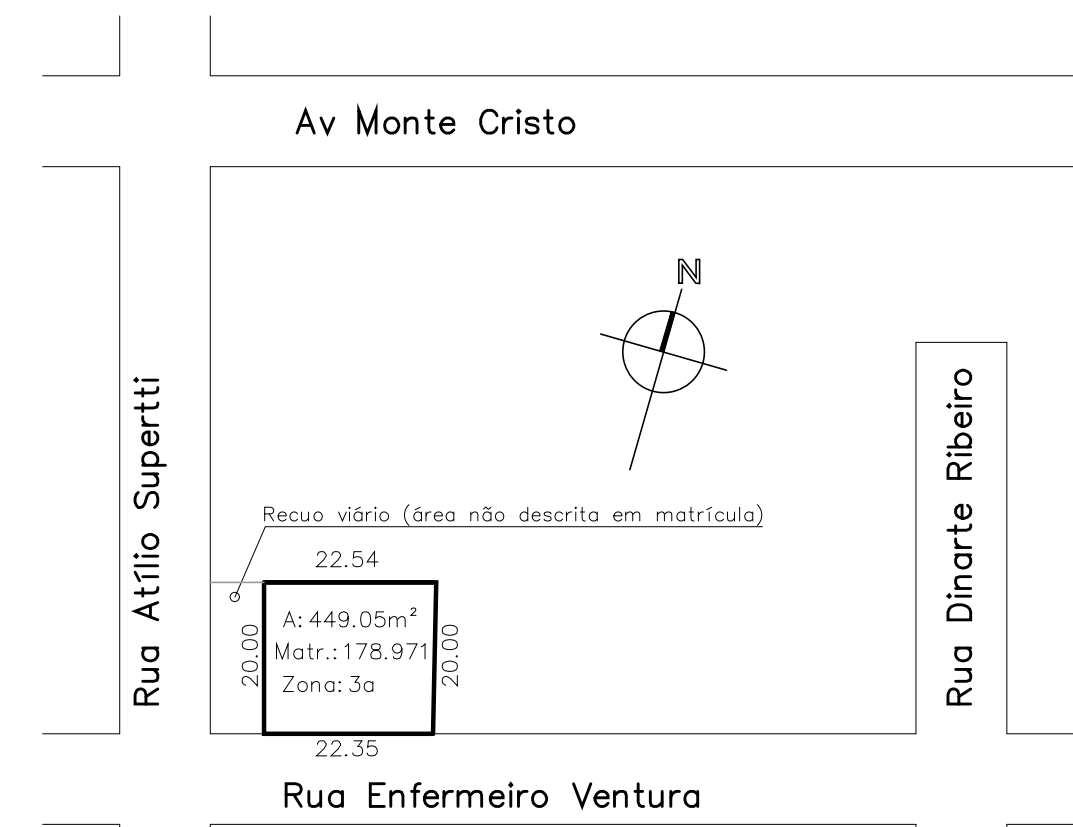 Av Monte Cristo
N
Rua Atílio Supertti
Rua Dinarte Ribeiro
Recuo viário (área não descrita em matrícula)
22.54
A: 449.05m²
Matr.: 178.971
Zona: 3a
20.00
20.00
22.35
Rua Enfermeiro Ventura